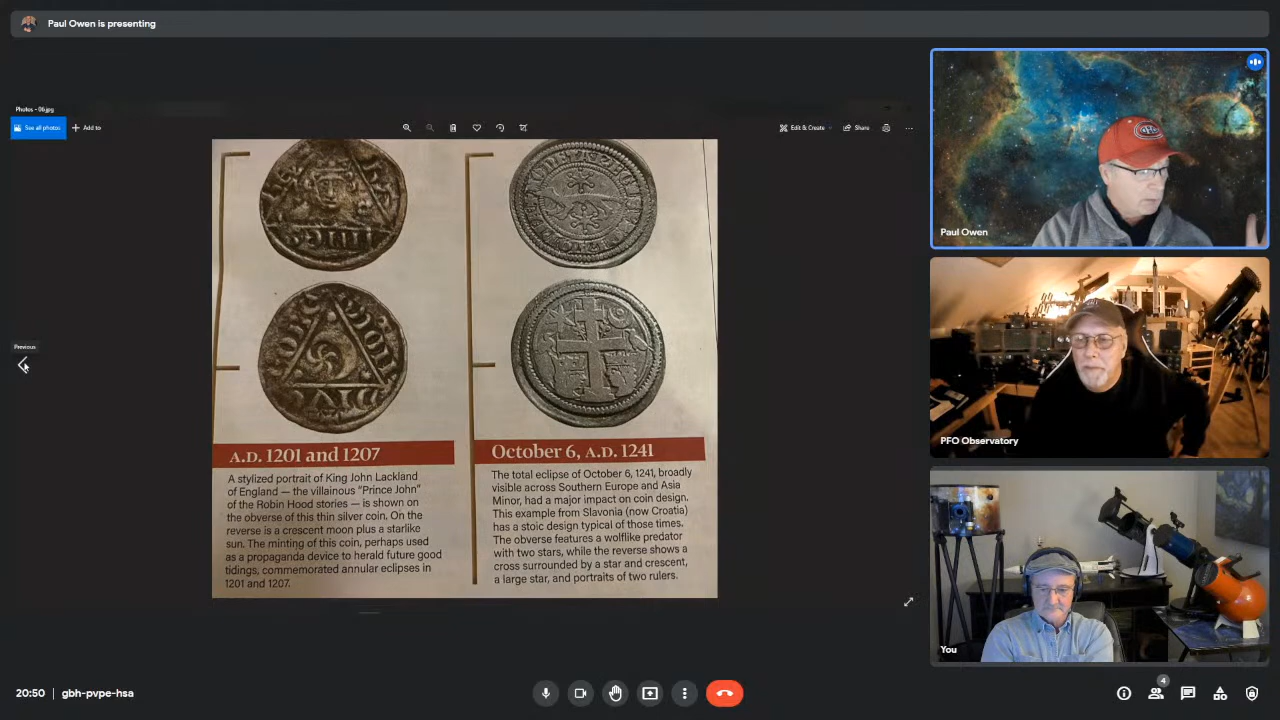 Paul Owen is presenting
Photos - 06.jpg
See all photos
Add to
Edit & Create
Share
Previous
A.D. 1201 and 1207
A stylized portrait of King John Lackland
of England — the villainous "Prince John"
of the Robin Hood stories — is shown on
the obverse of this thin silver coin. On the
reverse is a crescent moon plus a starlike
sun. The minting of this coin, perhaps used
as a propaganda device to herald future good
tidings, commemorated annular eclipses in
1201 and 1207.
October 6, A.D. 1241
The total eclipse of October 6, 1241, broadly
visible across Southern Europe and Asia
Minor, had a major impact on coin design.
This example from Slavonia (now Croatia)
has a stoic design typical of those times.
The obverse features a wolflike predator
with two stars, while the reverse shows a
cross surrounded by a star and crescent,
a large star, and portraits of two rulers.
Paul Owen
PFO Observatory
You
20:50
gbh-pvpe-hsa
4